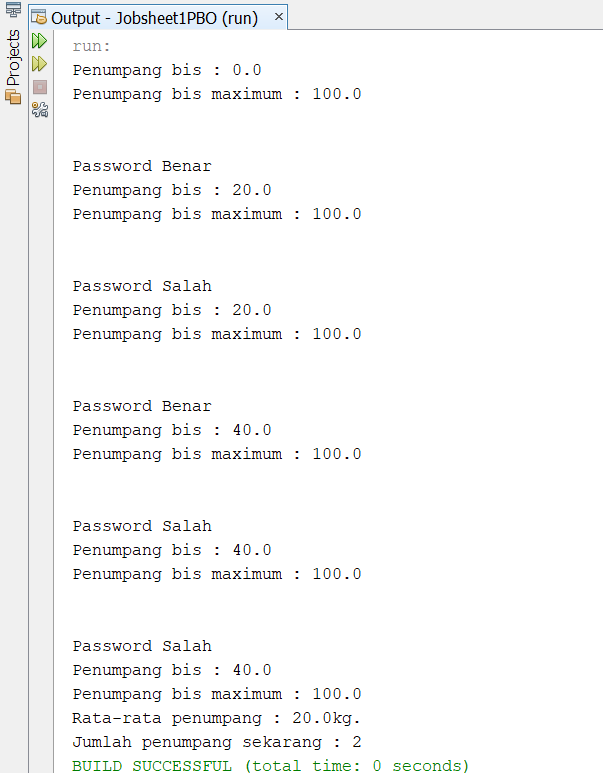 Output - Jobsheet1PBO (run) ×
Projects
run:
Penumpang bis : 0.0
Penumpang bis maximum : 100.0
Password Benar
Penumpang bis : 20.0
Penumpang bis maximum : 100.0
Password Salah
Penumpang bis : 20.0
Penumpang bis maximum : 100.0
Password Benar
Penumpang bis : 40.0
Penumpang bis maximum : 100.0
Password Salah
Penumpang bis : 40.0
Penumpang bis maximum : 100.0
Password Salah
Penumpang bis : 40.0
Penumpang bis maximum : 100.0
Rata-rata penumpang : 20.0kg.
Jumlah penumpang sekarang : 2
BUILD SUCCESSFUL (total time: 0 seconds)